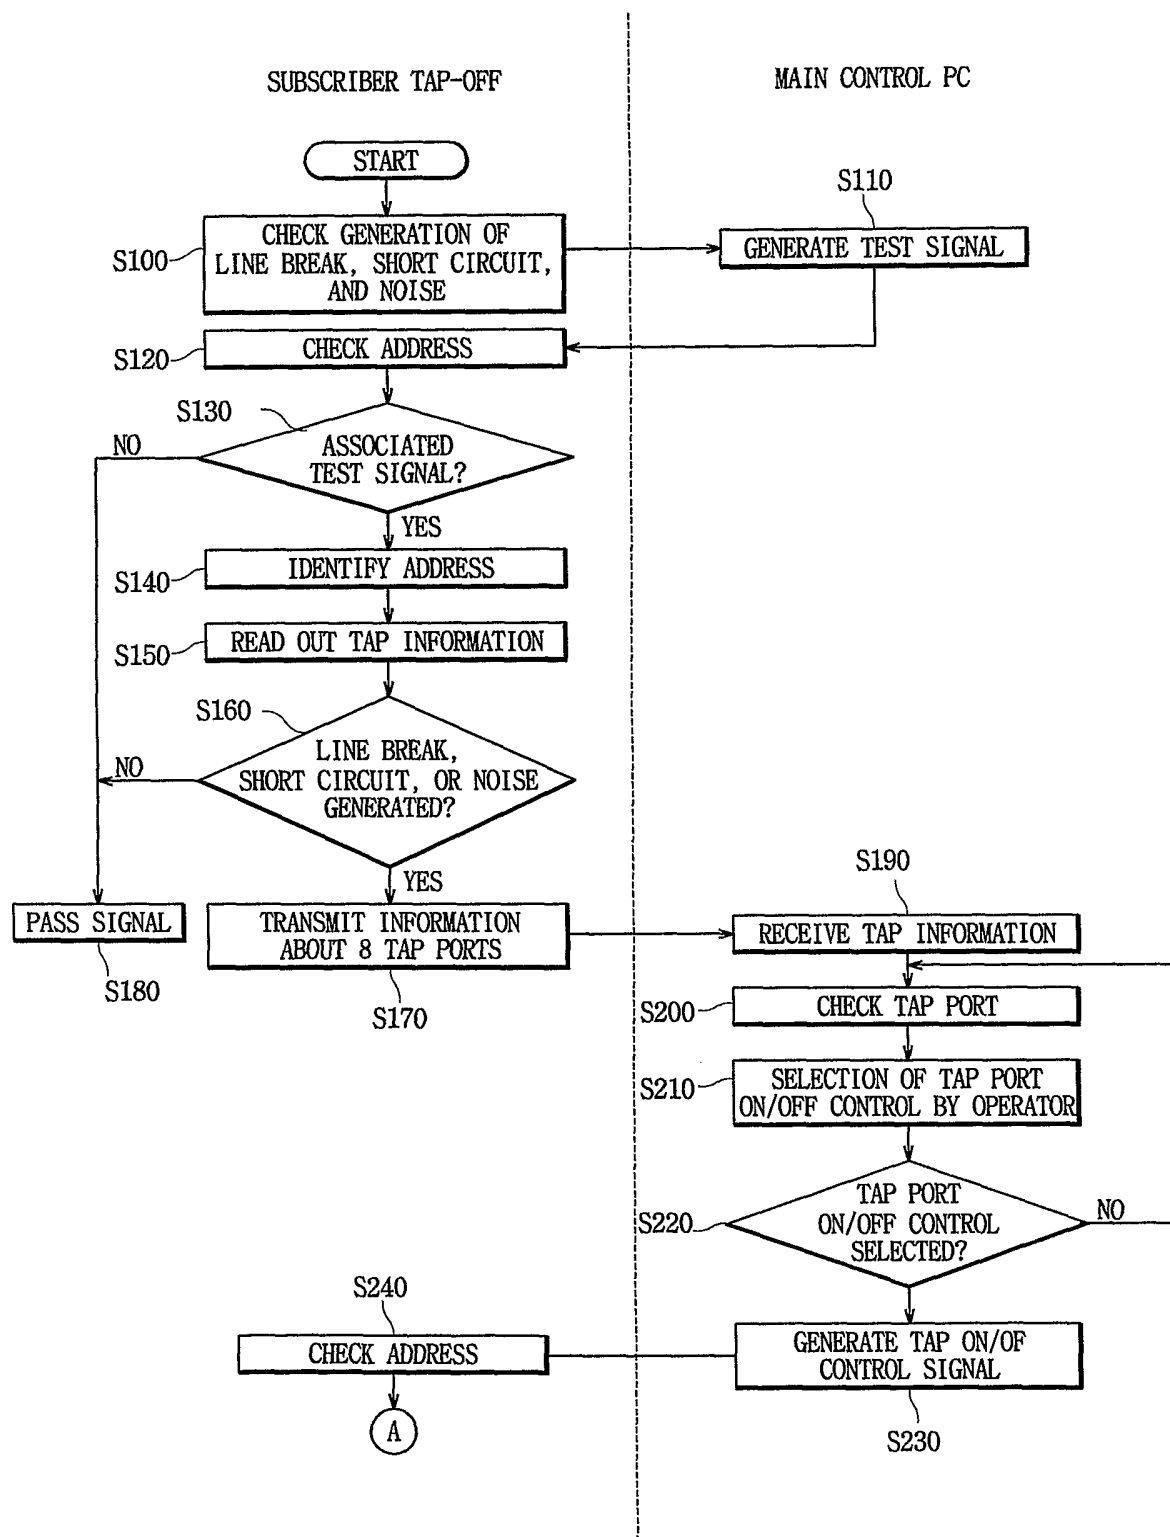 SUBSCRIBER TAP-OFF
MAIN CONTROL PC
START
S110
S100
CHECK GENERATION OF
LINE BREAK, SHORT CIRCUIT,
AND NOISE
GENERATE TEST SIGNAL
S120
CHECK ADDRESS
S130
NO
ASSOCIATED
TEST SIGNAL?
YES
S140
IDENTIFY ADDRESS
S150
READ OUT TAP INFORMATION
S160
NO
LINE BREAK,
SHORT CIRCUIT, OR NOISE
GENERATED?
YES
S190
PASS SIGNAL
S180
TRANSMIT INFORMATION
ABOUT 8 TAP PORTS
S170
RECEIVE TAP INFORMATION
S200
CHECK TAP PORT
S210
SELECTION OF TAP PORT
ON/OFF CONTROL BY OPERATOR
S220
TAP PORT
ON/OFF CONTROL
SELECTED?
NO
S240
CHECK ADDRESS
GENERATE TAP ON/OF
CONTROL SIGNAL
A
S230